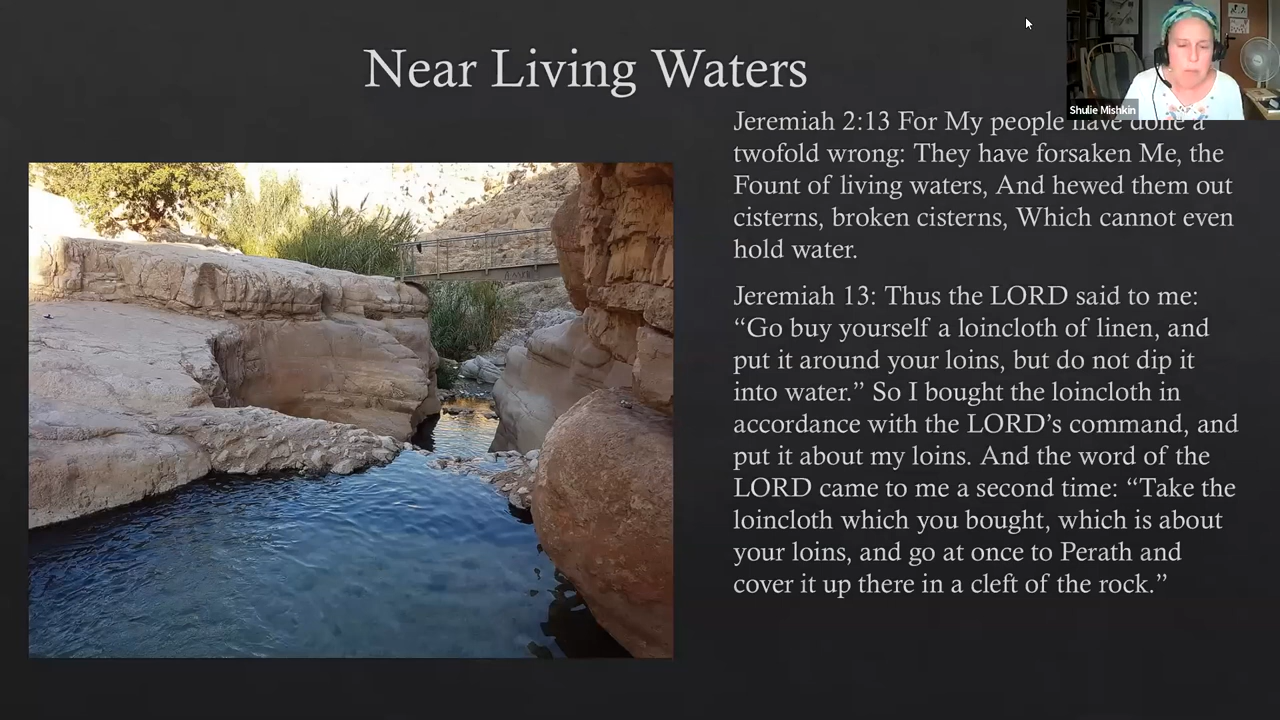 Near Living Waters
Shulie Mishkin
Jeremiah 2:13 For My people have done a
twofold wrong: They have forsaken Me, the
Fount of living waters, And hewed them out
cisterns, broken cisterns, Which cannot even
hold water.
Jeremiah 13: Thus the LORD said to me:
“Go buy yourself a loincloth of linen, and
put it around your loins, but do not dip it
into water.” So I bought the loincloth in
accordance with the LORD’s command, and
put it about my loins. And the word of the
LORD came to me a second time: “Take the
loincloth which you bought, which is about
your loins, and go at once to Perath and
cover it up there in a cleft of the rock.”